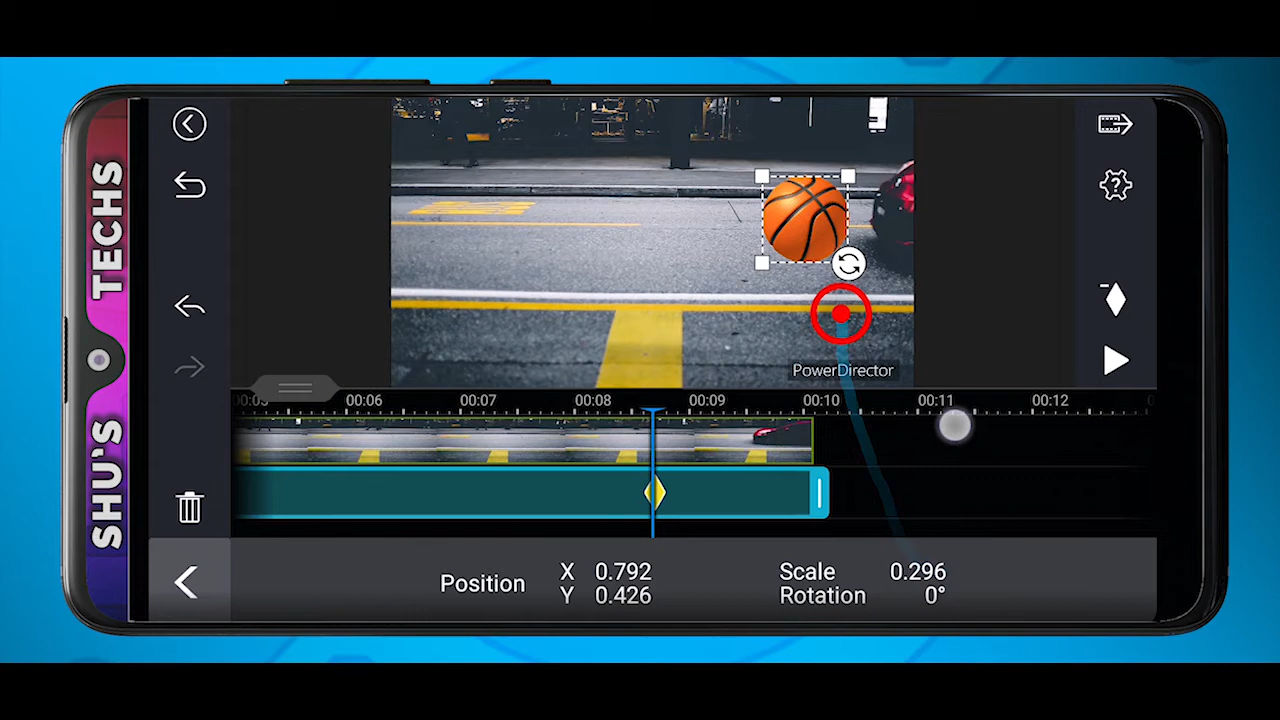 SHU'S TECHS
?
PowerDirector
00:06 00:07 00:08 00:09 00:10 00:11 00:12
Position X 0.792 Scale 0.296
Y 0.426 Rotation 0°